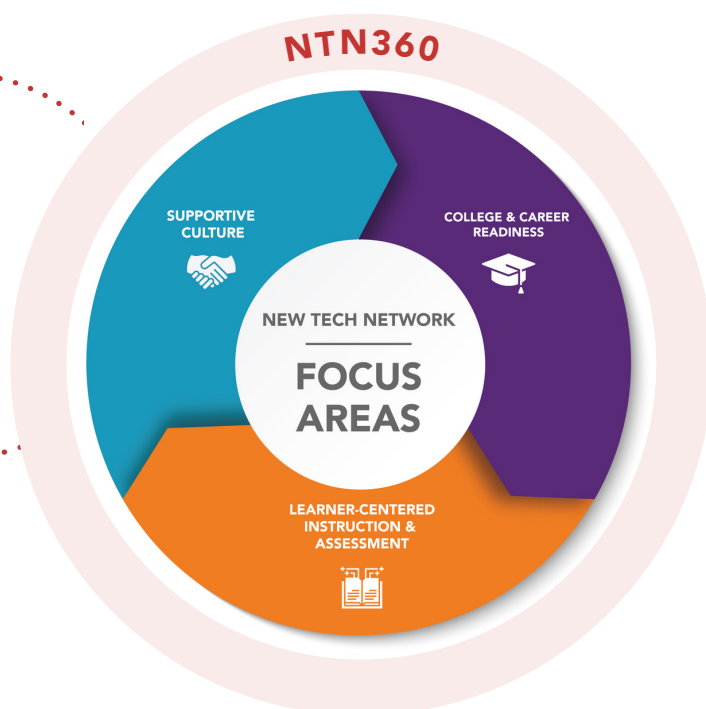 NTN360
SUPPORTIVE
CULTURE
COLLEGE & CAREER
READINESS
NEW TECH NETWORK
FOCUS
AREAS
LEARNER-CENTERED
INSTRUCTION &
ASSESSMENT